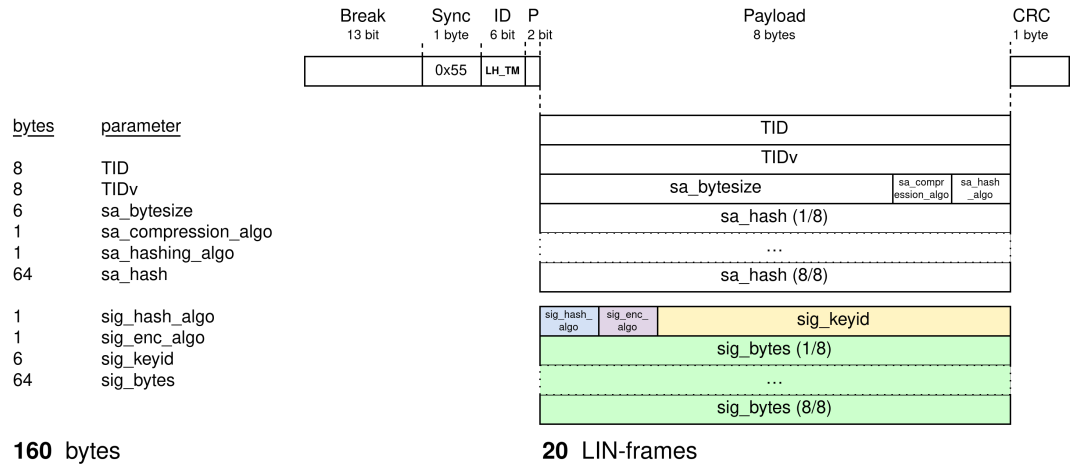 Break Sync ID P Payload CRC
13 bit 1 byte 6 bit 2 bit 8 bytes 1 byte
0x55 LH_TM
bytes parameter
TID
TIDv
8 TID
8 TIDv
6 sa_bytesize
1 sa_compression_algo
1 sa_hashing_algo
64 sa_hash
sa_bytesize
sa_compr
ession_algo
sa_hash
_algo
sa_hash (1/8)
...
sa_hash (8/8)
1 sig_hash_algo
1 sig_enc_algo
6 sig_keyid
64 sig_bytes
sig_hash_
algo
sig_enc_
algo
sig_keyid
sig_bytes (1/8)
...
sig_bytes (8/8)
160 bytes
20 LIN-frames